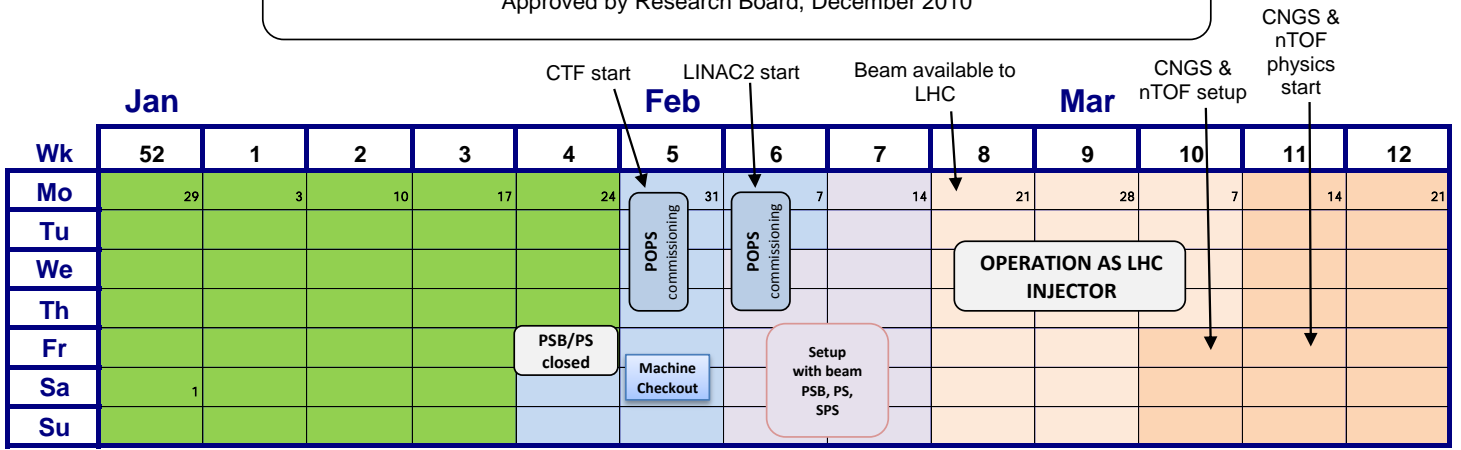 Approved by Research Board, December 2010
CNGS &
nTOF
physics
start
CTF start
LINAC2 start
Beam available to
LHC
CNGS &
nTOF setup
Jan
Feb
Mar
Wk 52 1 2 3 4 5 6 7 8 9 10 11 12
Mo 29 3 10 17 24 31 7 14 21 28 7 14 21
Tu
We
Th
Fr
Sa 1
Su
POPS
commissioning
POPS
commissioning
OPERATION AS LHC
INJECTOR
PSB/PS
closed
Machine
Checkout
Setup
with beam
PSB, PS,
SPS